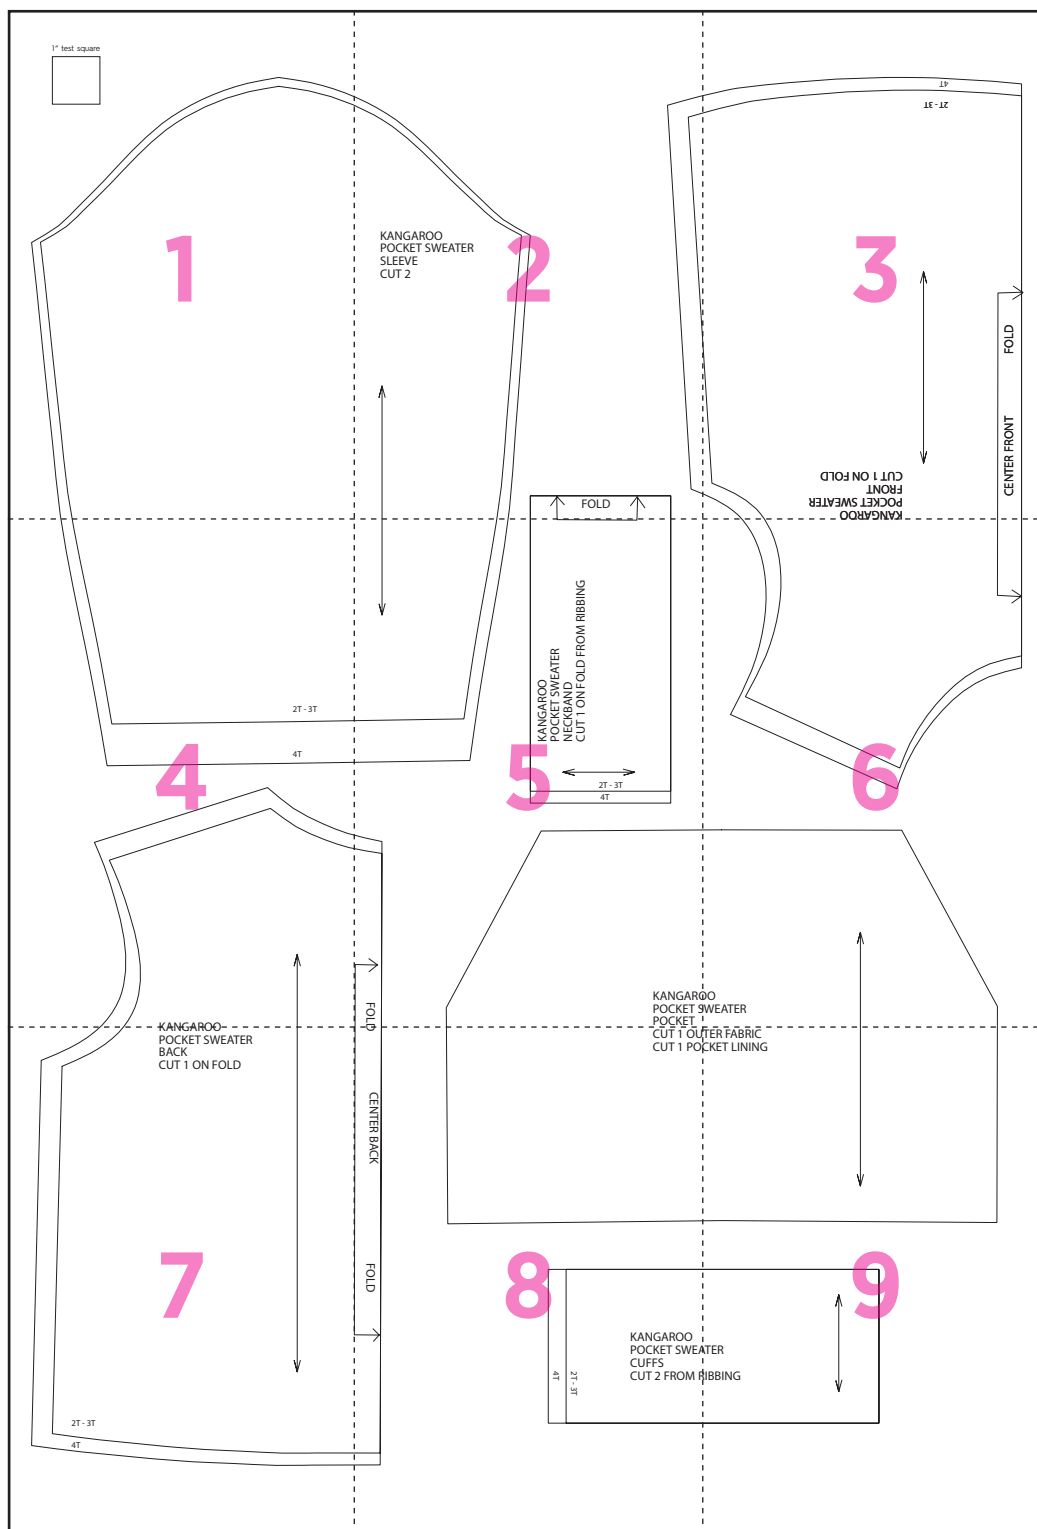 1" test square
1
2
3
KANGAROO
POCKET SWEATER
SLEEVE
CUT 2
4T
2T - 3T
FOLD
CENTER FRONT
KANGAROO
POCKET SWEATER
FRONT
CUT 1 ON FOLD
FOLD
KANGAROO
POCKET SWEATER
NECKBAND
CUT 1 ON FOLD FROM RIBBING
2T - 3T
4T
2T - 3T
4T
4
5
6
KANGAROO
POCKET SWEATER
BACK
CUT 1 ON FOLD
FOLD
CENTER BACK
FOLD
2T - 3T
4T
KANGAROO
POCKET SWEATER
POCKET
CUT 1 OUTER FABRIC
CUT 1 POCKET LINING
7
8
9
KANGAROO
POCKET SWEATER
CUFFS
CUT 2 FROM RIBBING
4T
2T - 3T